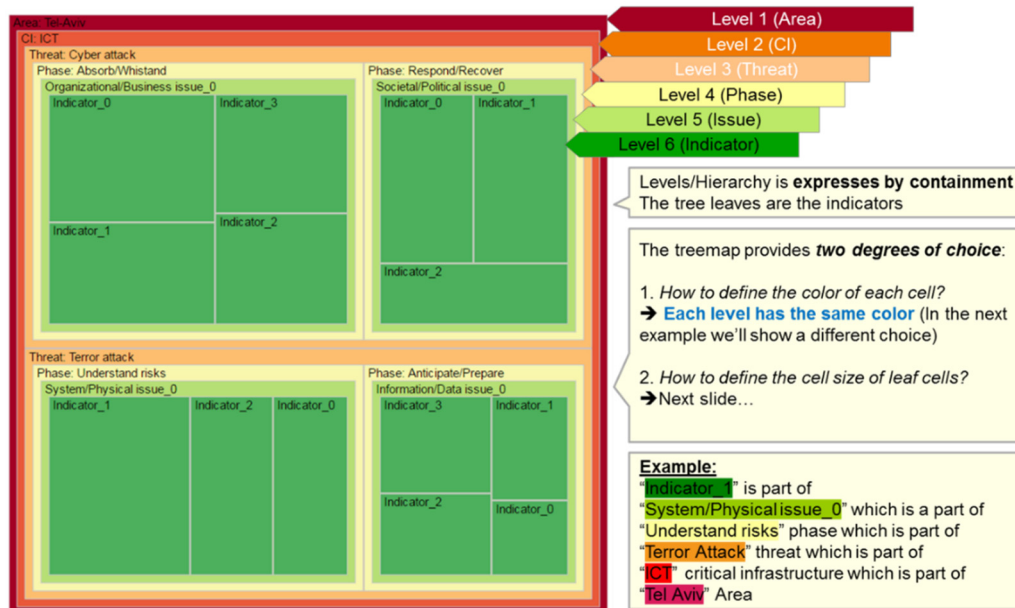 Area: Tel-Aviv
CI: ICT
Threat: Cyber attack
Phase: Absorb/Whistand
Organizational/Business issue_0
Indicator_0
Indicator_3
Indicator_1
Indicator_2
Phase: Respond/Recover
Societal/Political issue_0
Indicator_0
Indicator_1
Indicator_2
Threat: Terror attack
Phase: Understand risks
System/Physical issue_0
Indicator_1
Indicator_2
Indicator_0
Phase: Anticipate/Prepare
Information/Data issue_0
Indicator_3
Indicator_1
Indicator_2
Indicator_0
Level 1 (Area)
Level 2 (CI)
Level 3 (Threat)
Level 4 (Phase)
Level 5 (Issue)
Level 6 (Indicator)
Levels/Hierarchy is expresses by containment
The tree leaves are the indicators
The treemap provides two degrees of choice:
1. How to define the color of each cell?
➔ Each level has the same color (In the next
example we'll show a different choice)
2. How to define the cell size of leaf cells?
➔Next slide…
Example:
“Indicator_1” is part of
“System/Physical issue_0” which is a part of
“Understand risks” phase which is part of
“Terror Attack” threat which is part of
“ICT” critical infrastructure which is part of
“Tel Aviv” Area